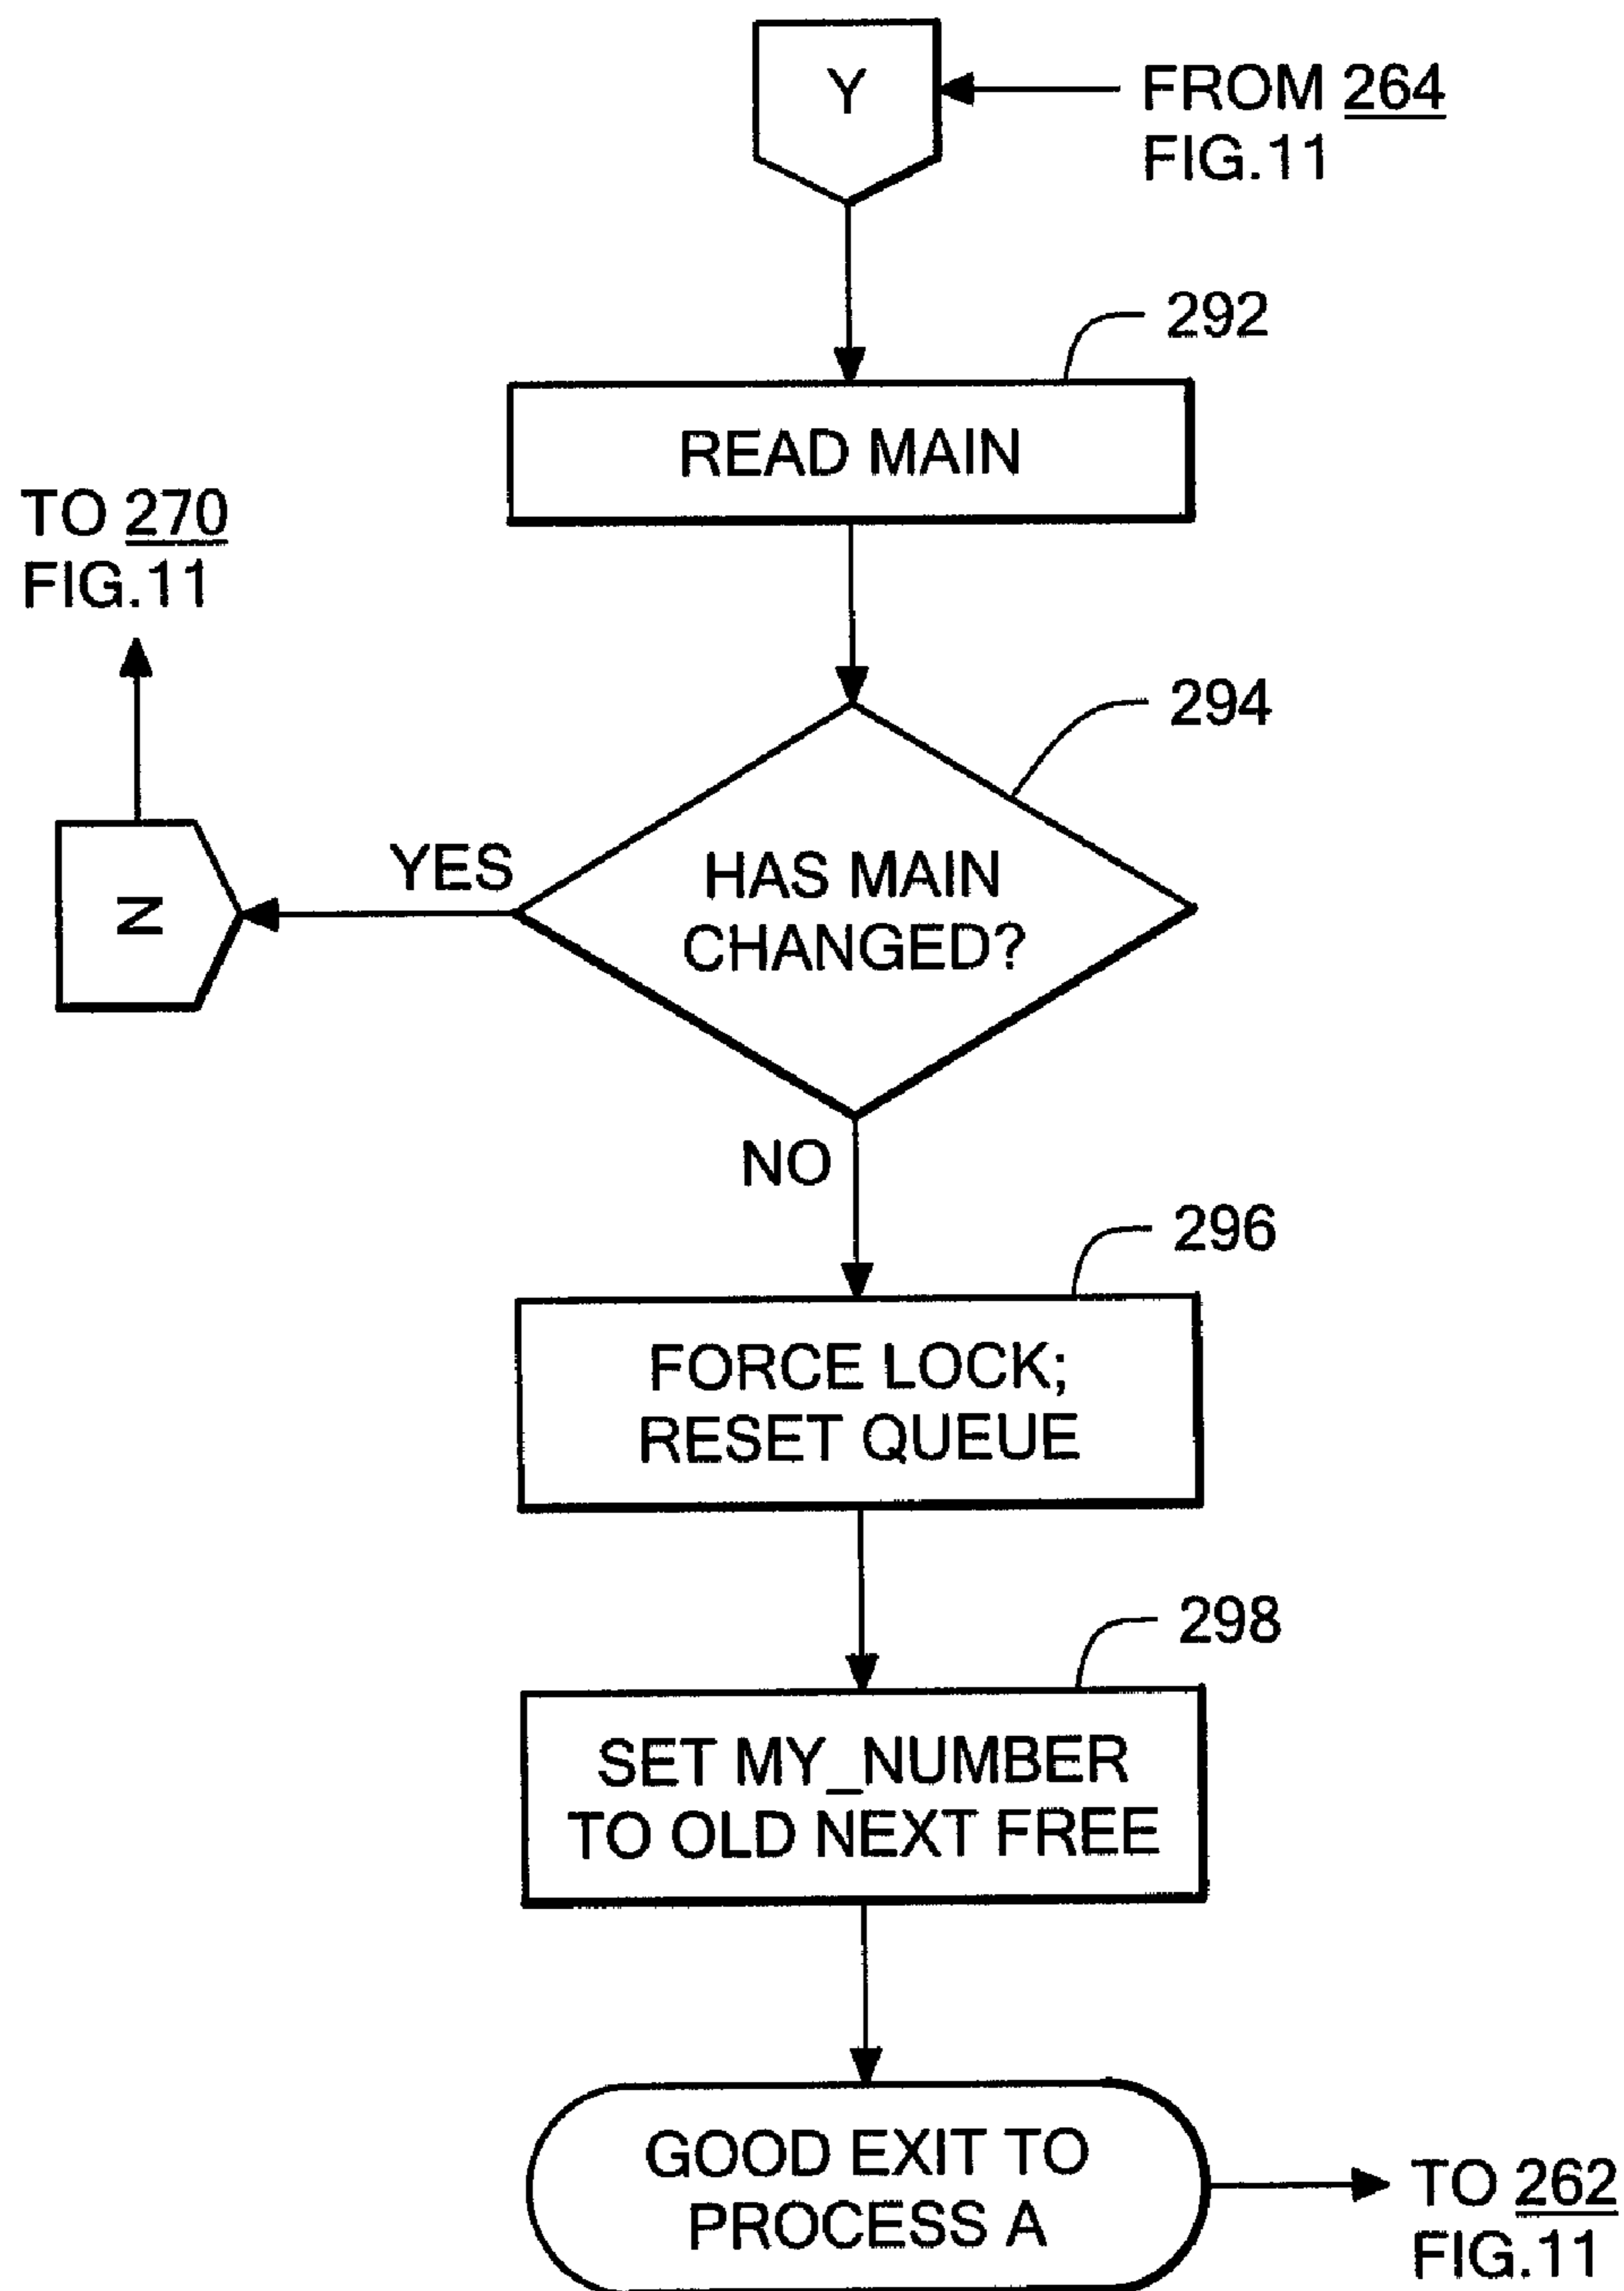 Y
FROM 264
FIG.11
292
READ MAIN
TO 270
FIG.11
294
YES
HAS MAIN
CHANGED?
N
NO
296
FORCE LOCK;
RESET QUEUE
298
SET MY_NUMBER
TO OLD NEXT FREE
GOOD EXIT TO
PROCESS A
TO 262
FIG.11